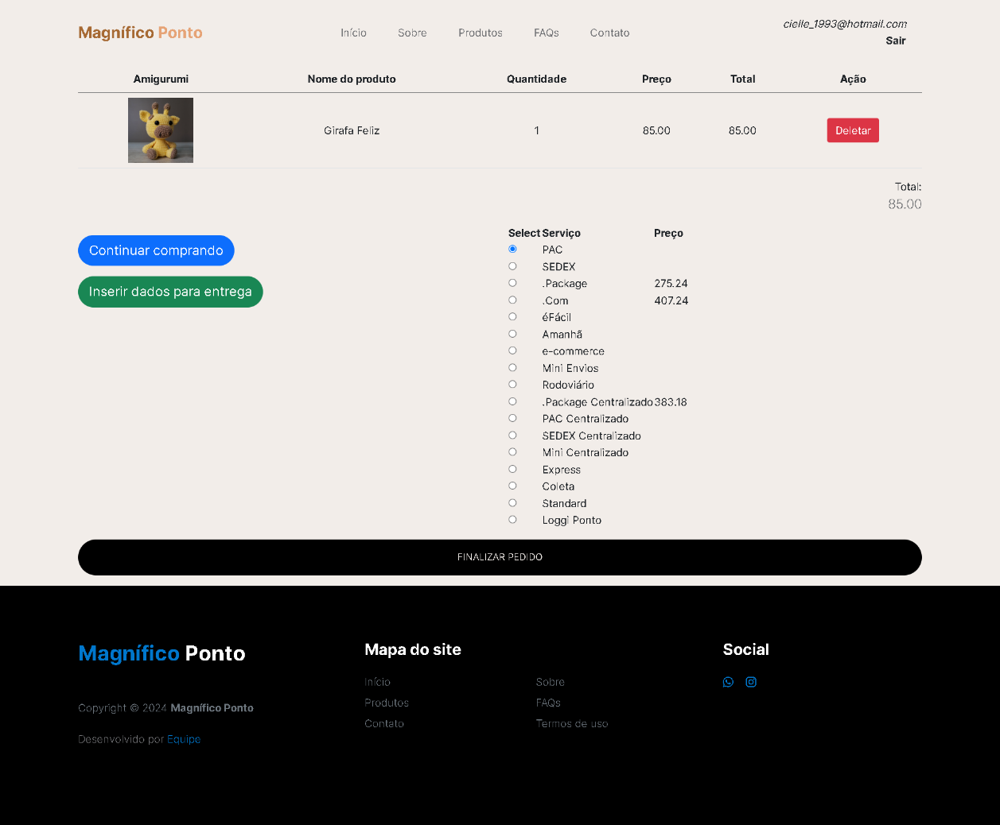 Magnífico Ponto
Início Sobre Produtos FAQs Contato
cielle_1993@hotmail.com
Sair
Amigurumi Nome do produto Quantidade Preço Total Ação
Girafa Feliz 1 85.00 85.00 Deletar
Total:
85.00
Continuar comprando
Inserir dados para entrega
Select Serviço Preço
PAC
SEDEX
.Package 275.24
.Com 407.24
éFácil
Amanhã
e-commerce
Mini Envios
Rodoviário
.Package Centralizado 383.18
PAC Centralizado
SEDEX Centralizado
Mini Centralizado
Express
Coleta
Standard
Loggi Ponto
FINALIZAR PEDIDO
Magnífico Ponto
Copyright © 2024 Magnífico Ponto
Desenvolvido por Equipe
Mapa do site
Início Sobre
Produtos FAQs
Contato Termos de uso
Social